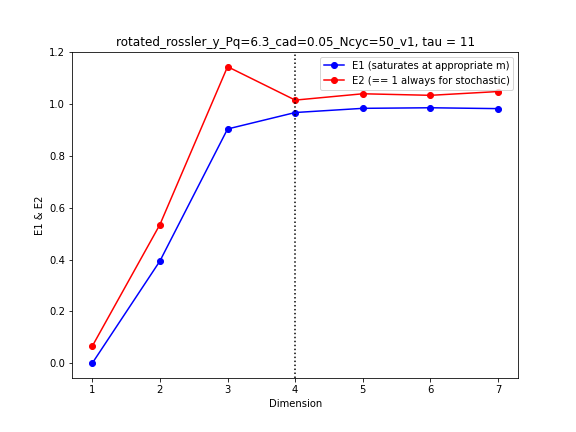 rotated_rossler_y_Pq=6.3_cad=0.05_Ncyc=50_v1, tau = 11
E1 (saturates at appropriate m)
E2 (== 1 always for stochastic)
E1 & E2
1.2
1.0
0.8
0.6
0.4
0.2
0.0
1 2 3 4 5 6 7
Dimension